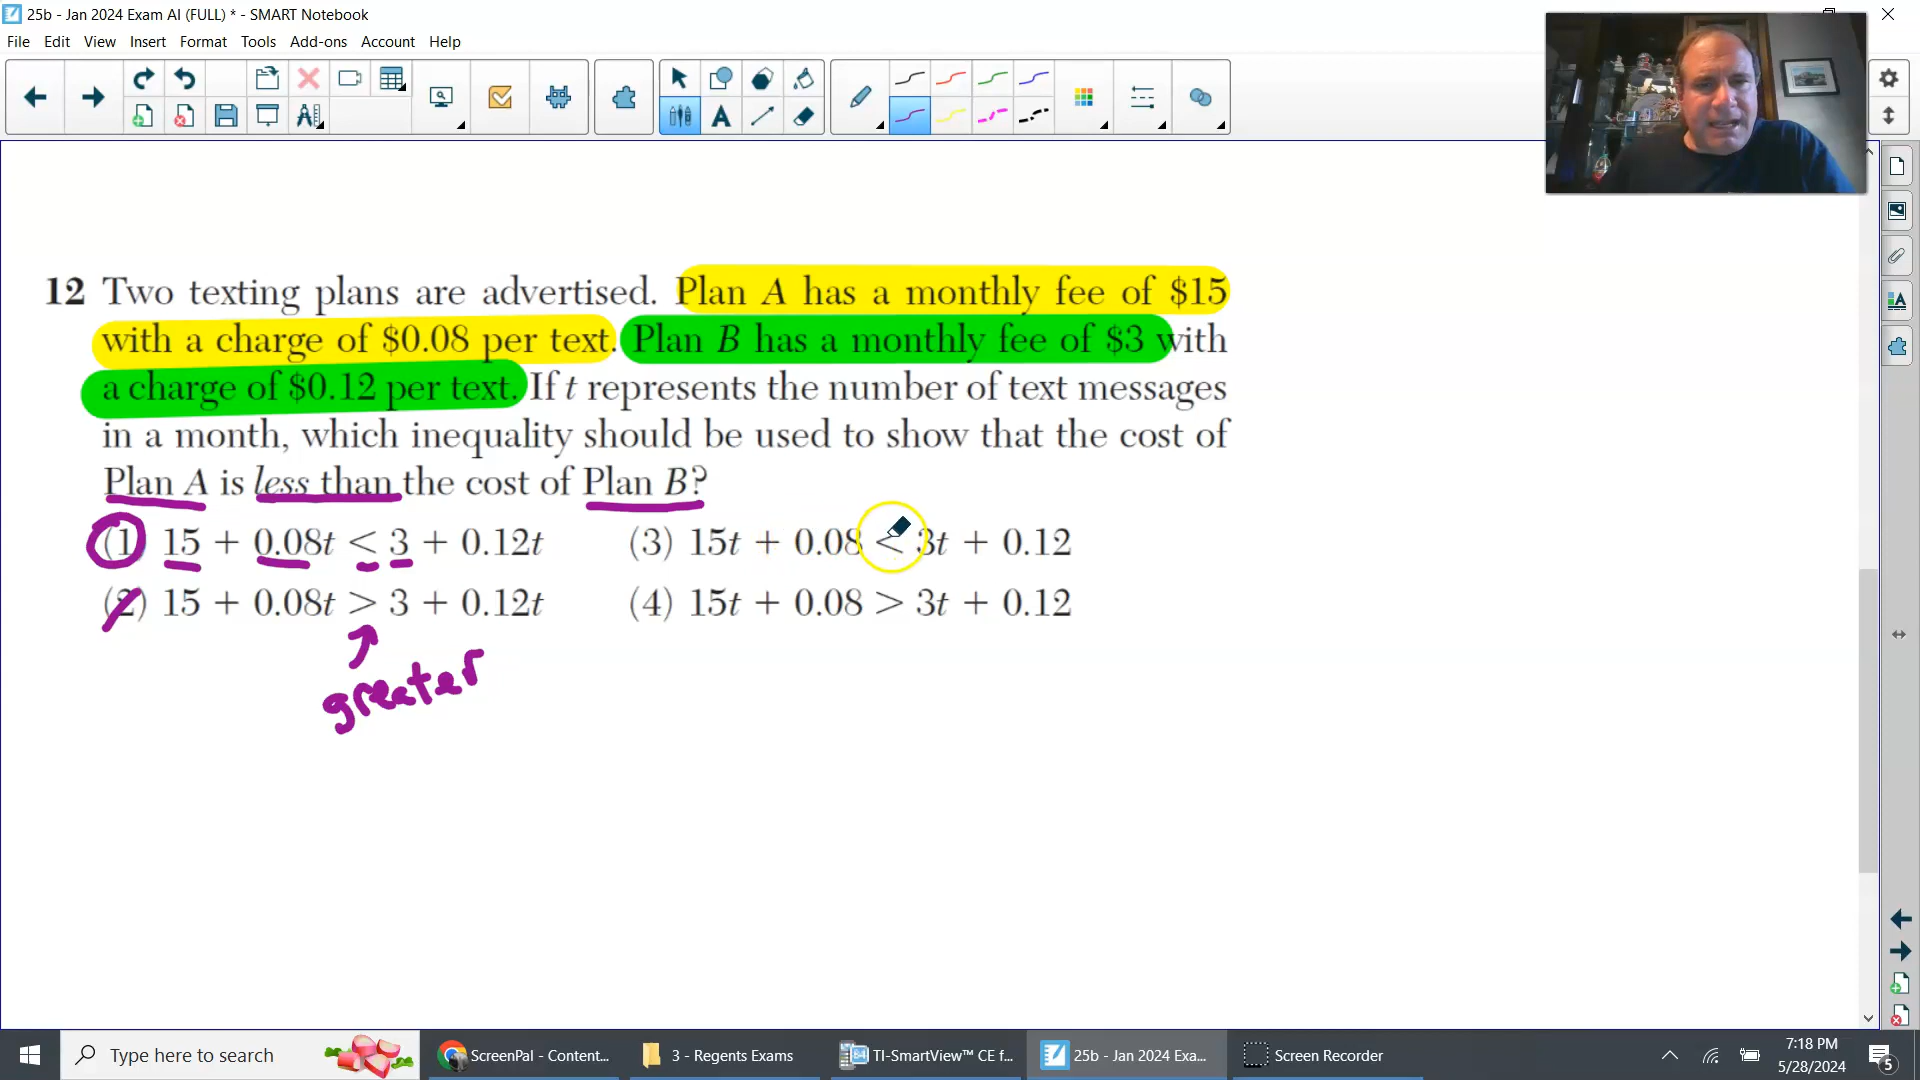 25b - Jan 2024 Exam AI (FULL) * - SMART Notebook
File Edit View Insert Format Tools Add-ons Account Help
12 Two texting plans are advertised. Plan A has a monthly fee of $15
with a charge of $0.08 per text. Plan B has a monthly fee of $3 with
a charge of $0.12 per text. If t represents the number of text messages
in a month, which inequality should be used to show that the cost of
Plan A is less than the cost of Plan B?
(1) 15 + 0.08t < 3 + 0.12t (3) 15t + 0.08 < 3t + 0.12
(2) 15 + 0.08t > 3 + 0.12t (4) 15t + 0.08 > 3t + 0.12
greater
Type here to search
ScreenPal - Content...
3 - Regents Exams
TI-SmartView™ CE f...
25b - Jan 2024 Exa...
Screen Recorder
7:18 PM
5/28/2024
5